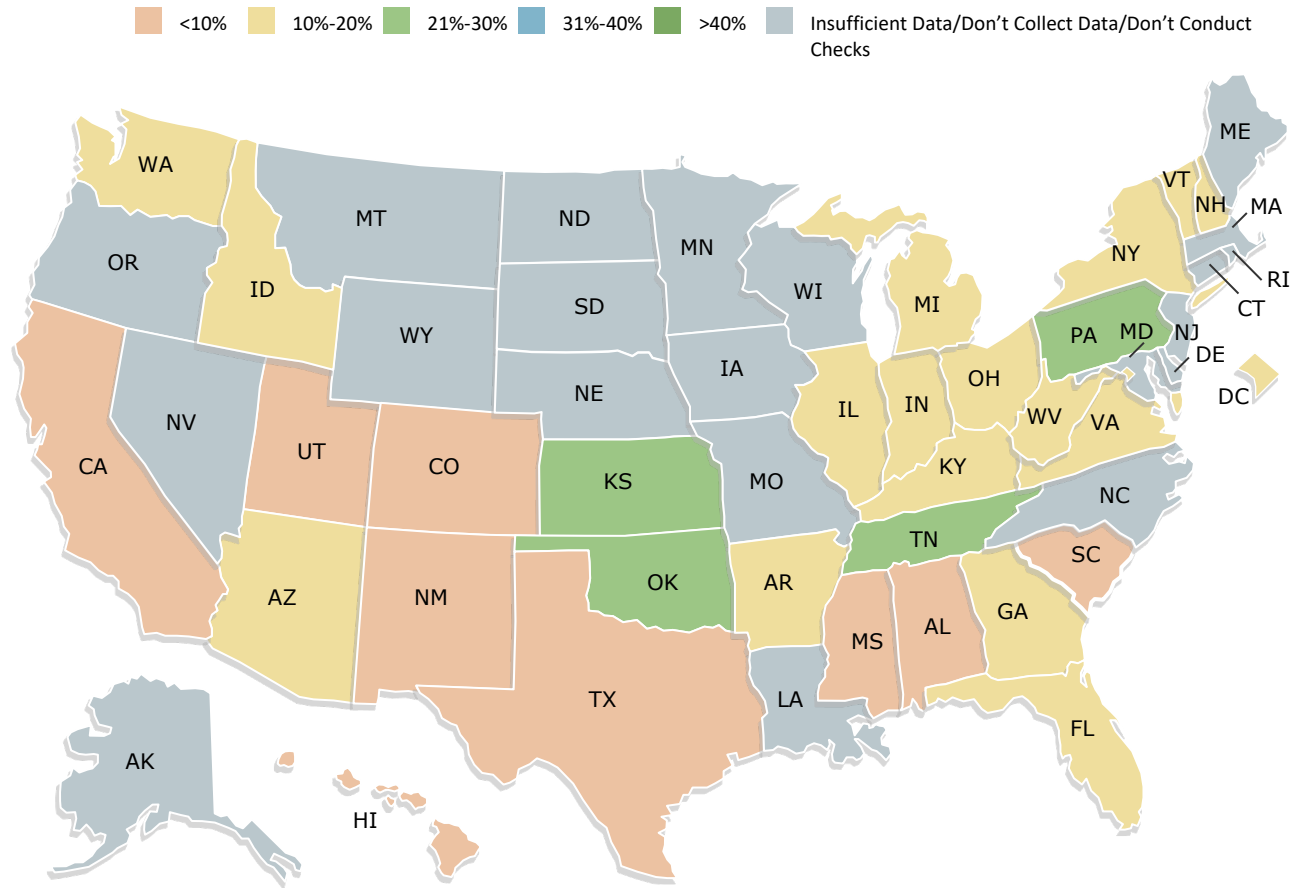 <10% 10%-20% 21%-30% 31%-40% >40% Insufficient Data/Don’t Collect Data/Don’t Conduct
Checks
ME
WA
VT
NH
MA
MT
ND
MN
NY
OR
RI
WI
ID
SD
MI
CT
WY
PA
MD
NJ
DE
IA
OH
NE
DC
IL
IN
WV
VA
NV
UT
CO
CA
KY
KS
MO
NC
TN
SC
AZ
NM
OK
AR
GA
AL
MS
TX
LA
FL
AK
HI